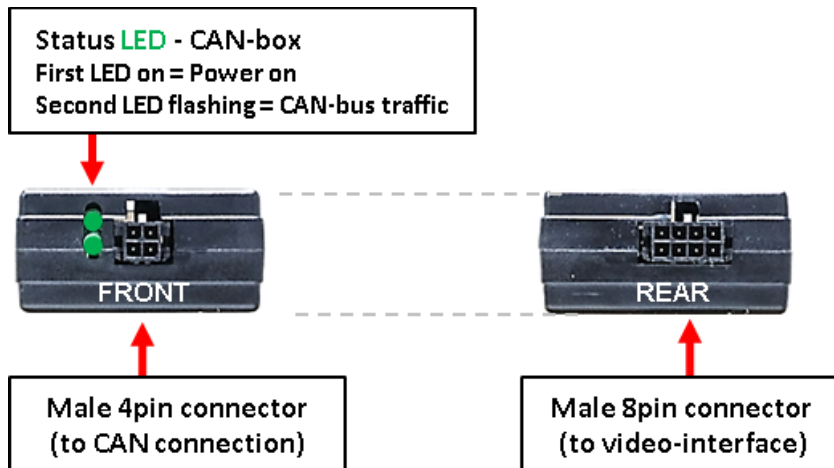 Status LED - CAN-box
First LED on = Power on
Second LED flashing = CAN-bus traffic
FRONT
REAR
Male 4pin connector
(to CAN connection)
Male 8pin connector
(to video-interface)